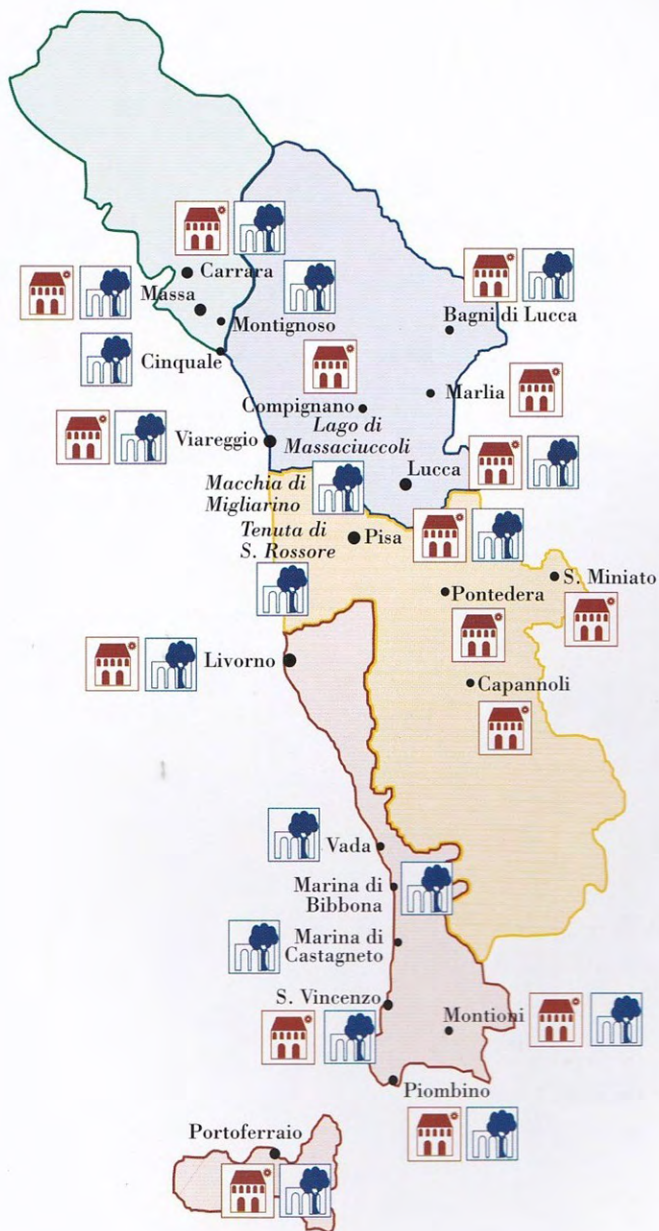 Carrara
Massa
Montignoso
Bagni di Lucca
Cinquale
Marlia
Compignano
Lago di
Massaciuccoli
Viareggio
Lucca
Macchia di
Migliarino
Tenuta di
S. Rossore
Pisa
S. Miniato
Pontedera
Livorno
Capannoli
Vada
Marina di
Bibbona
Marina di
Castagneto
S. Vincenzo
Montioni
Piombino
Portoferraio